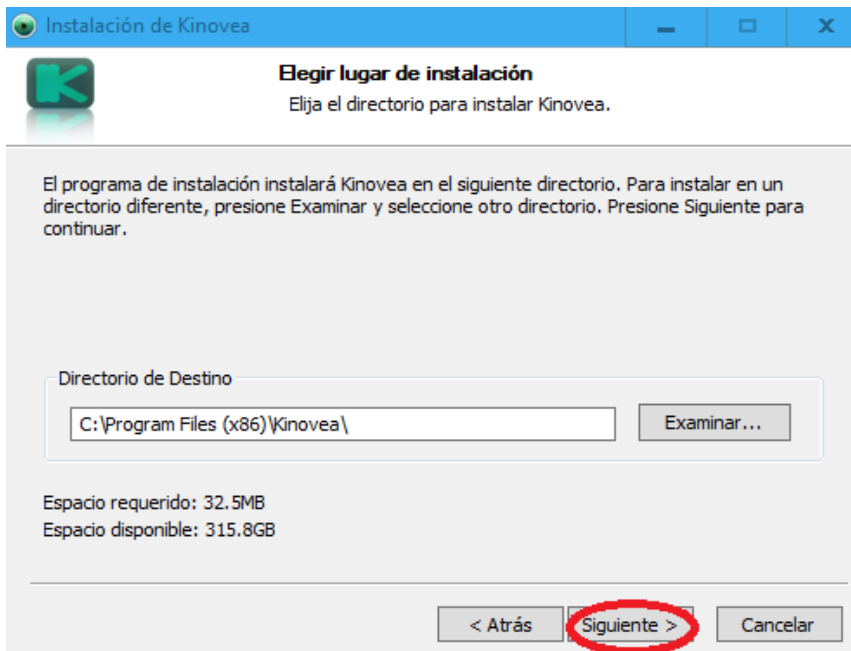 Instalación de Kinovea
Elegir lugar de instalación
Elija el directorio para instalar Kinovea.
El programa de instalación instalará Kinovea en el siguiente directorio. Para instalar en un
directorio diferente, presione Examinar y seleccione otro directorio. Presione Siguiente para
continuar.
Directorio de Destino
C:\Program Files (x86)\Kinovea\
Examinar...
Espacio requerido: 32.5MB
Espacio disponible: 315.8GB
< Atrás
Siguiente >
Cancelar